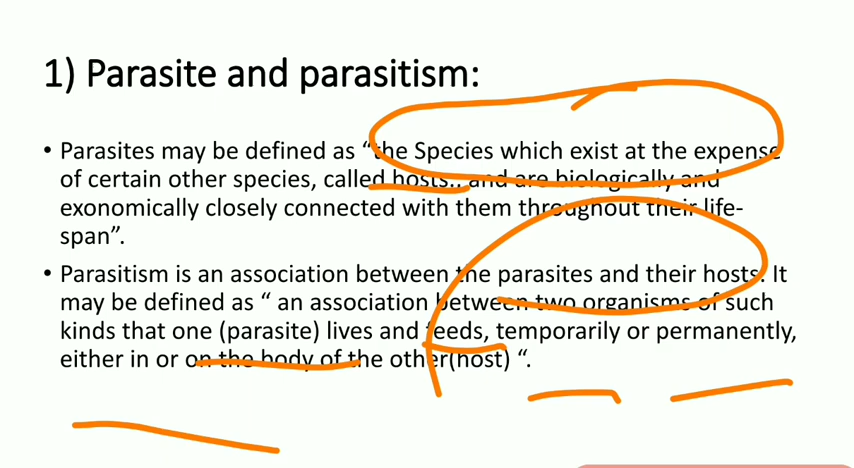 1) Parasite and parasitism:
• Parasites may be defined as “the Species which exist at the expense
of certain other species, called hosts.. and are biologically and
exonomically closely connected with them throughout their life-
span”.
• Parasitism is an association between the parasites and their hosts. It
may be defined as “ an association between two organisms of such
kinds that one (parasite) lives and feeds, temporarily or permanently,
either in or on the body of the other(host) “.